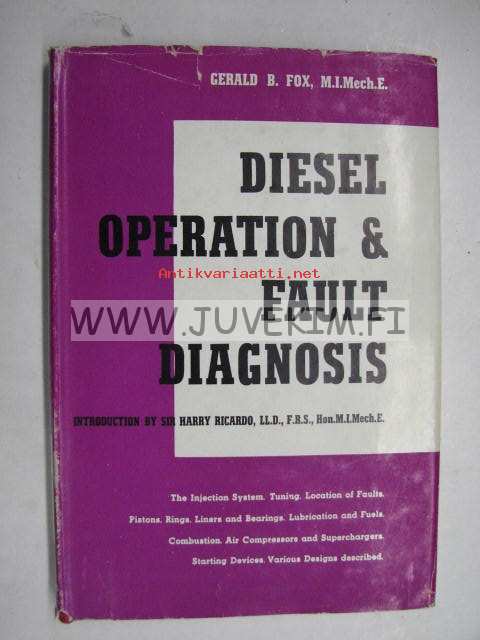 GERALD B. FOX, M.I.Mech.E.
DIESEL
OPERATION &
Antikvariaatti.net
FAULT
WWW.JUVEKIM.FI
DIAGNOSIS
INTRODUCTION BY SIR HARRY RICARDO, LL.D., F.R.S., Hon.M.I.Mech.E.
The Injection System. Tuning. Location of Faults.
Pistons. Rings. Liners and Bearings. Lubrication and Fuels.
Combustion. Air Compressors and Superchargers.
Starting Devices. Various Designs described.